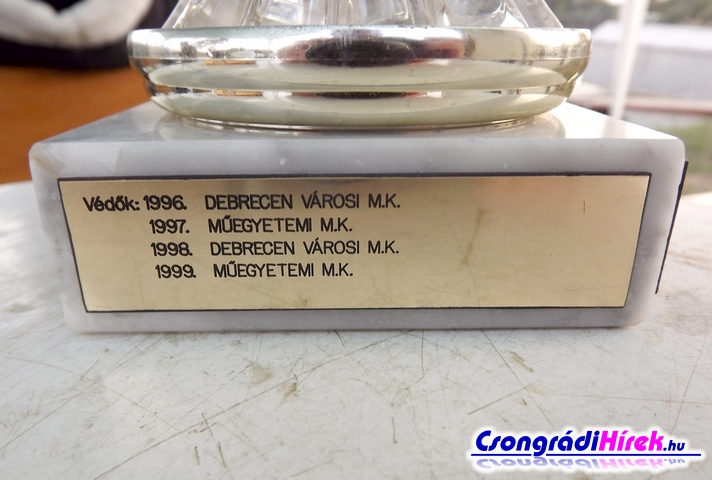 Védők: 1996. DEBRECEN VÁROSI M.K.
1997. MŰEGYETEMI M.K.
1998. DEBRECEN VÁROSI M.K.
1999. MŰEGYETEMI M.K.
CsongrádiHírek.hu